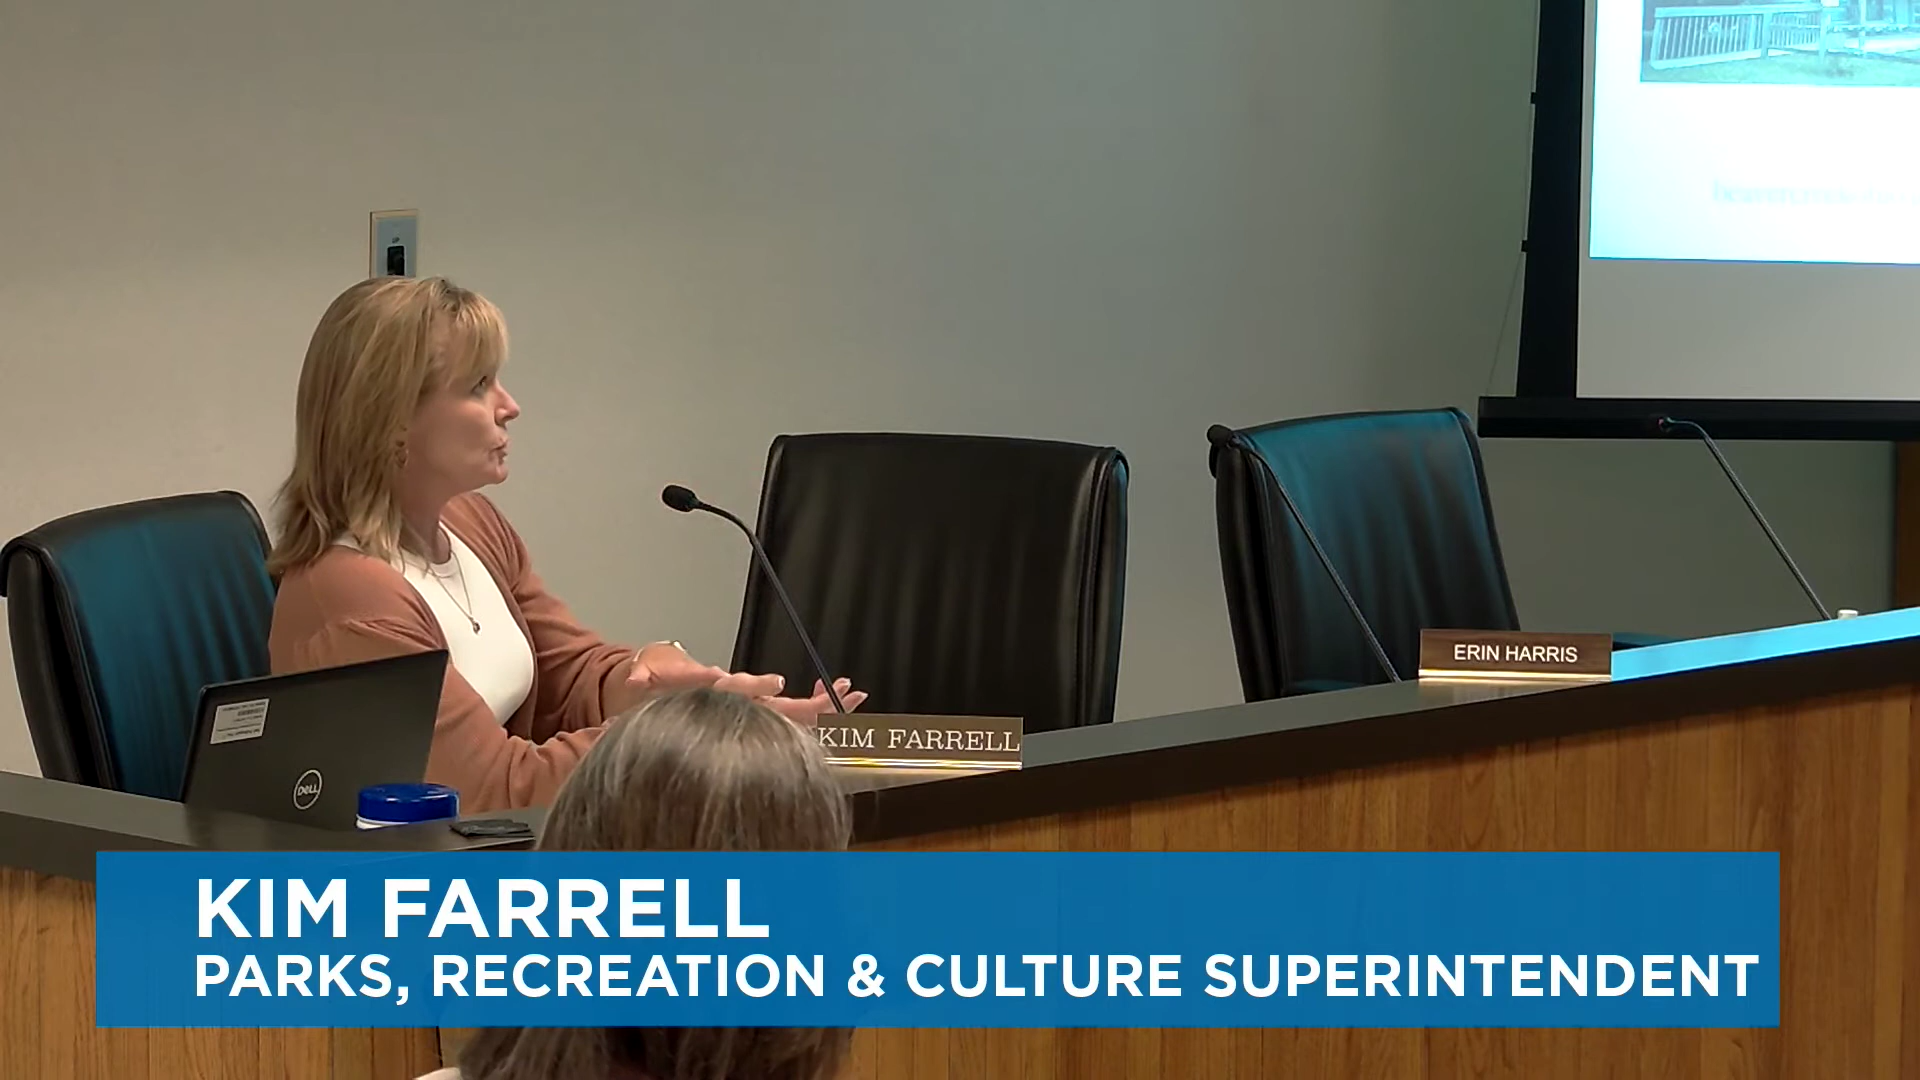 ERIN HARRIS
KIM FARRELL
DELL
KIM FARRELL
PARKS, RECREATION & CULTURE SUPERINTENDENT